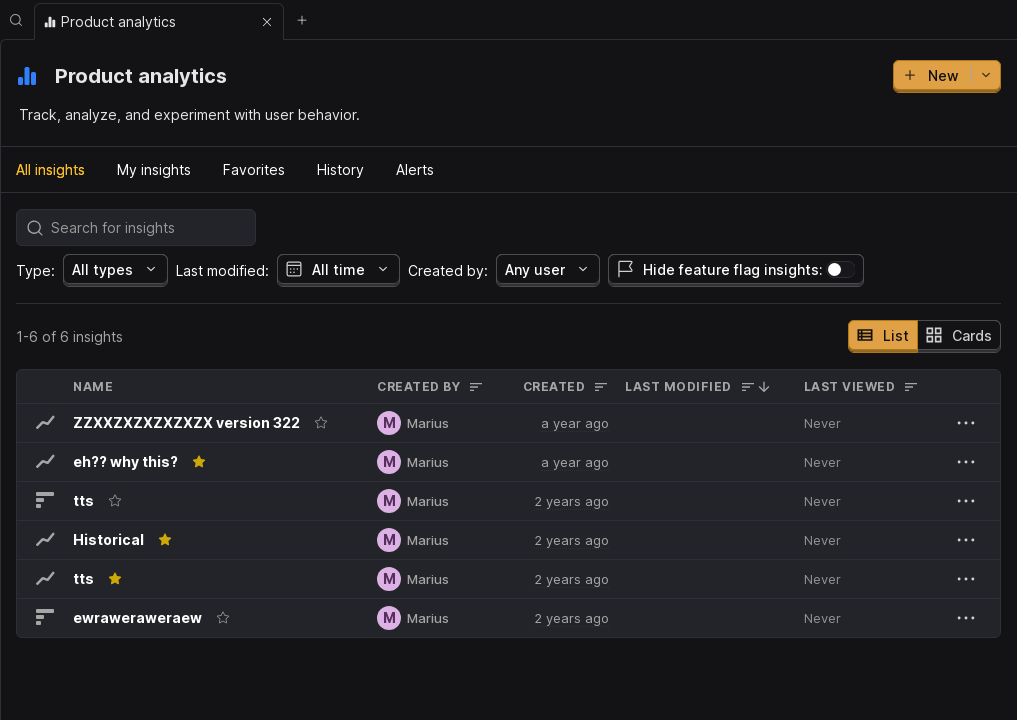 Product analytics
Product analytics
New
Track, analyze, and experiment with user behavior.
All insights My insights Favorites History Alerts
Search for insights
Type: All types Last modified: All time Created by: Any user Hide feature flag insights:
1-6 of 6 insights List Cards
NAME CREATED BY CREATED LAST MODIFIED LAST VIEWED
ZZXXZXZXZXZXZX version 322 M Marius a year ago Never
eh?? why this? M Marius a year ago Never
tts M Marius 2 years ago Never
Historical M Marius 2 years ago Never
tts M Marius 2 years ago Never
ewraweraweraew M Marius 2 years ago Never